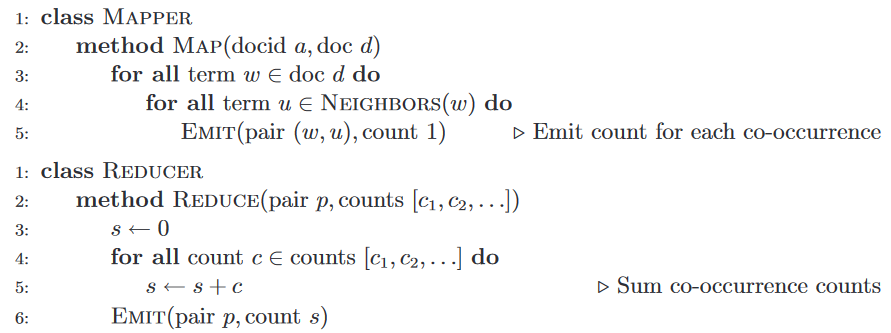 1: class MAPPER
2: method MAP(docid a, doc d)
3: for all term w ∈ doc d do
4: for all term u ∈ NEIGHBORS(w) do
5: EMIT(pair (w, u), count 1) ▷ Emit count for each co-occurrence
1: class REDUCER
2: method REDUCE(pair p, counts [c₁, c₂, . . .])
3: s ← 0
4: for all count c ∈ counts [c₁, c₂, . . .] do
5: s ← s + c ▷ Sum co-occurrence counts
6: EMIT(pair p, count s)